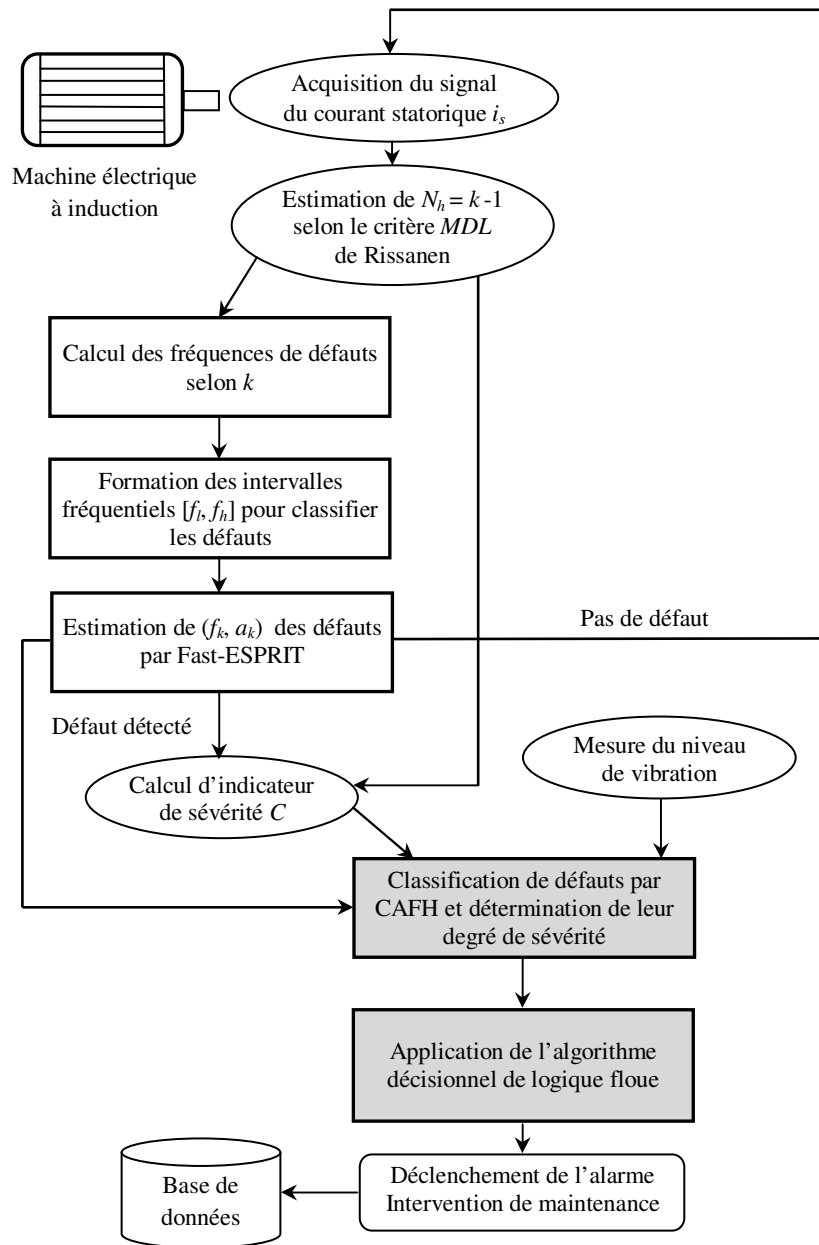 Acquisition du signal
du courant statorique i_s
Machine électrique
à induction
Estimation de N_h = k -1
selon le critère MDL
de Rissanen
Calcul des fréquences de défauts
selon k
Formation des intervalles
fréquentiels [f_l, f_h] pour classifier
les défauts
Estimation de (f_k, a_k) des défauts
par Fast-ESPRIT
Pas de défaut
Défaut détecté
Mesure du niveau
de vibration
Calcul d’indicateur
de sévérité C
Classification de défauts par
CAFH et détermination de leur
degré de sévérité
Application de l’algorithme
décisionnel de logique floue
Déclenchement de l’alarme
Intervention de maintenance
Base de
données